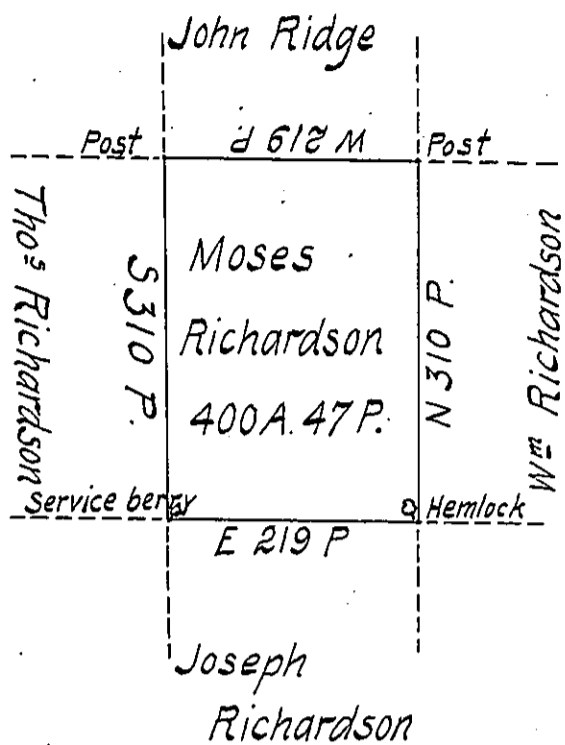 John Ridge
Post
W 219 P.
Post
Thoˢ Richardson
S 310 P.
Moses
Richardson
400 A. 47 P.
N 310 P.
Wᵐ Richardson
Service berry
Hemlock
E 219 P
Joseph
Richardson